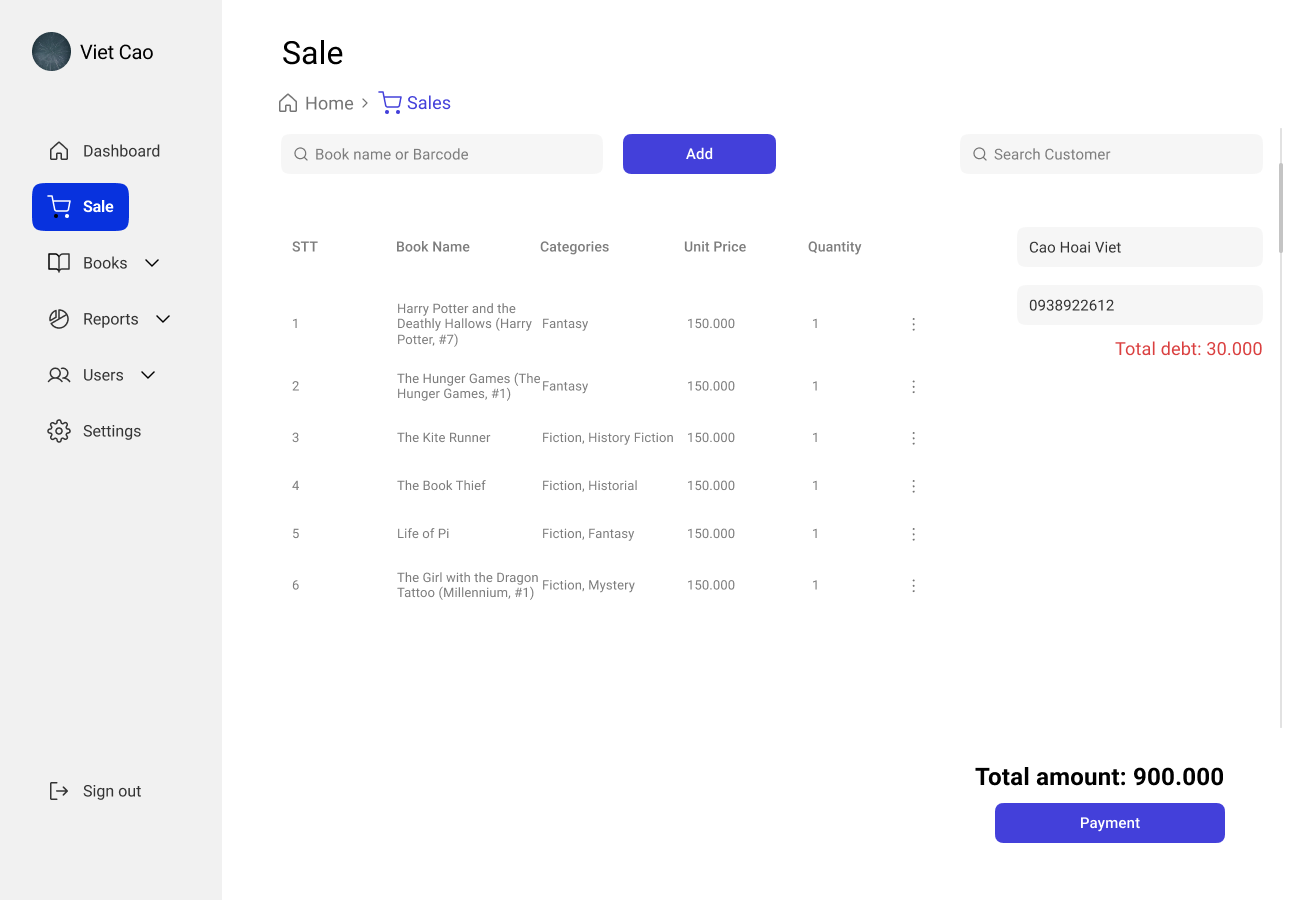 Viet Cao
Dashboard
Sale
Books
Reports
Users
Settings
Sign out
Sale
Home
Sales
Book name or Barcode
Add
Search Customer
STT Book Name Categories Unit Price Quantity
1 Harry Potter and the
Deathly Hallows (Harry
Potter, #7) Fantasy 150.000 1
2 The Hunger Games (The
Hunger Games, #1) Fantasy 150.000 1
3 The Kite Runner Fiction, History Fiction 150.000 1
4 The Book Thief Fiction, Historial 150.000 1
5 Life of Pi Fiction, Fantasy 150.000 1
6 The Girl with the Dragon
Tattoo (Millennium, #1) Fiction, Mystery 150.000 1
Cao Hoai Viet
0938922612
Total debt: 30.000
Total amount: 900.000
Payment